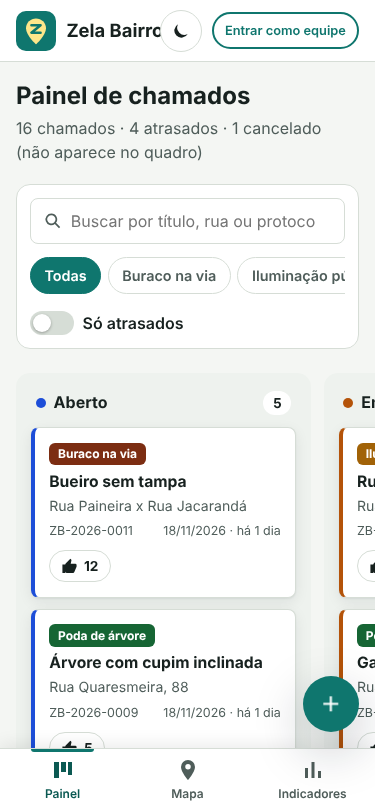 Zela Bairro
Entrar como equipe
Painel de chamados
16 chamados · 4 atrasados · 1 cancelado
(não aparece no quadro)
Buscar por título, rua ou protoco
Todas
Buraco na via
Iluminação
Só atrasados
Aberto
5
Buraco na via
Bueiro sem tampa
Rua Paineira x Rua Jacarandá
ZB-2026-0011
18/11/2026 · há 1 dia
12
Poda de árvore
Árvore com cupim inclinada
Rua Quaresmeira, 88
ZB-2026-0009
18/11/2026 · há 1 dia
5
Painel
Mapa
Indicadores